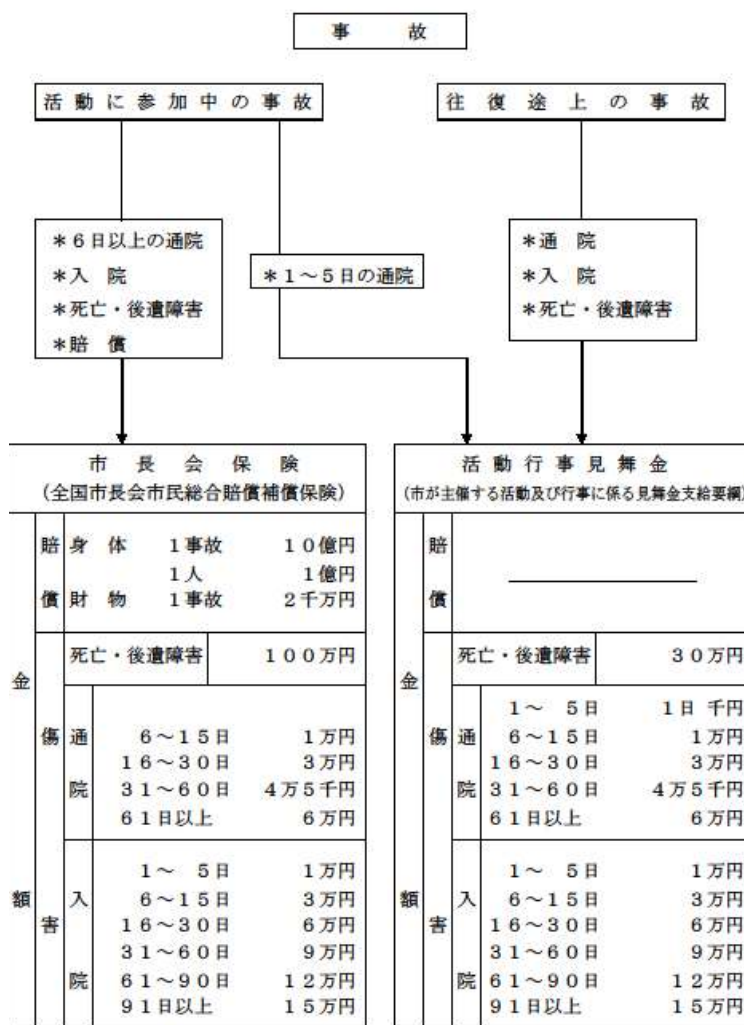 事 故
活動に参加中の事故
往復途上の事故
＊６日以上の通院
＊入 院
＊死亡・後遺障害
＊賠 償
＊１～５日の通院
＊通 院
＊入 院
＊死亡・後遺障害
市 長 会 保 険
(全国市長会市民総合賠償補償保険)
金額
賠償
身 体 １事故 １０億円
１人 １億円
財 物 １事故 ２千万円
傷害
死亡・後遺障害 １００万円
通院
６～１５日 １万円
１６～３０日 ３万円
３１～６０日 ４万５千円
６１日以上 ６万円
入院
１～ ５日 １万円
６～１５日 ３万円
１６～３０日 ６万円
３１～６０日 ９万円
６１～９０日 １２万円
９１日以上 １５万円
活動行事見舞金
(市が主催する活動及び行事に係る見舞金支給要綱)
金額
賠償
傷害
死亡・後遺障害 ３０万円
通院
１～ ５日 １日 千円
６～１５日 １万円
１６～３０日 ３万円
３１～６０日 ４万５千円
６１日以上 ６万円
入院
１～ ５日 １万円
６～１５日 ３万円
１６～３０日 ６万円
３１～６０日 ９万円
６１～９０日 １２万円
９１日以上 １５万円